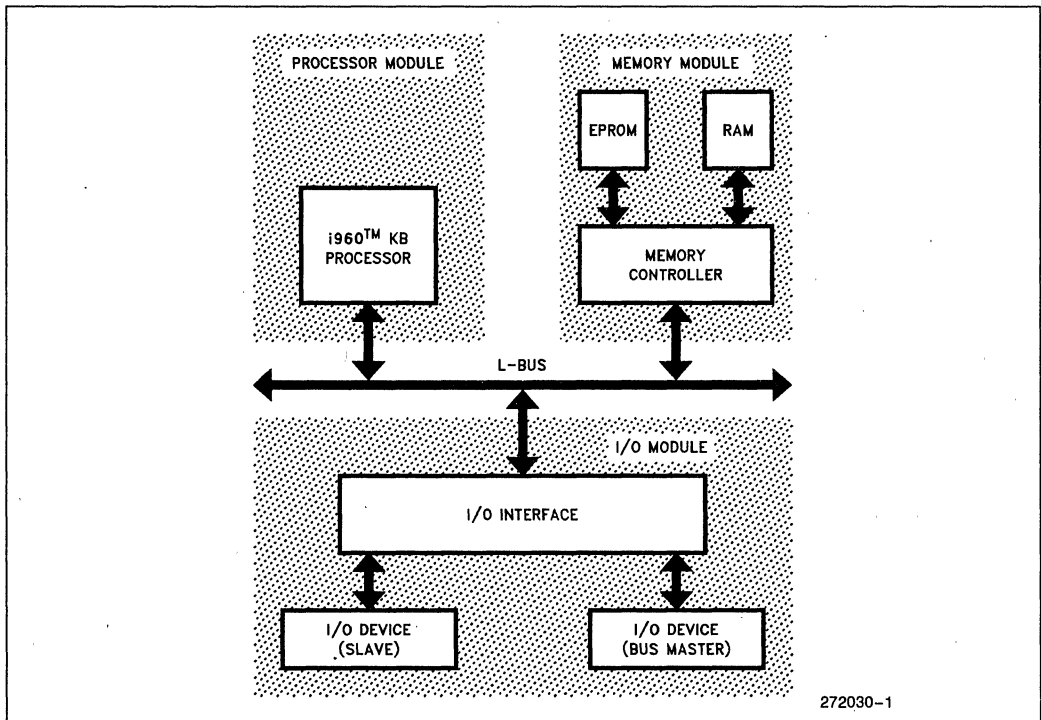 PROCESSOR MODULE
MEMORY MODULE
EPROM
RAM
i960™ KB
PROCESSOR
MEMORY
CONTROLLER
L-BUS
I/O MODULE
I/O INTERFACE
I/O DEVICE
(SLAVE)
I/O DEVICE
(BUS MASTER)
272030-1